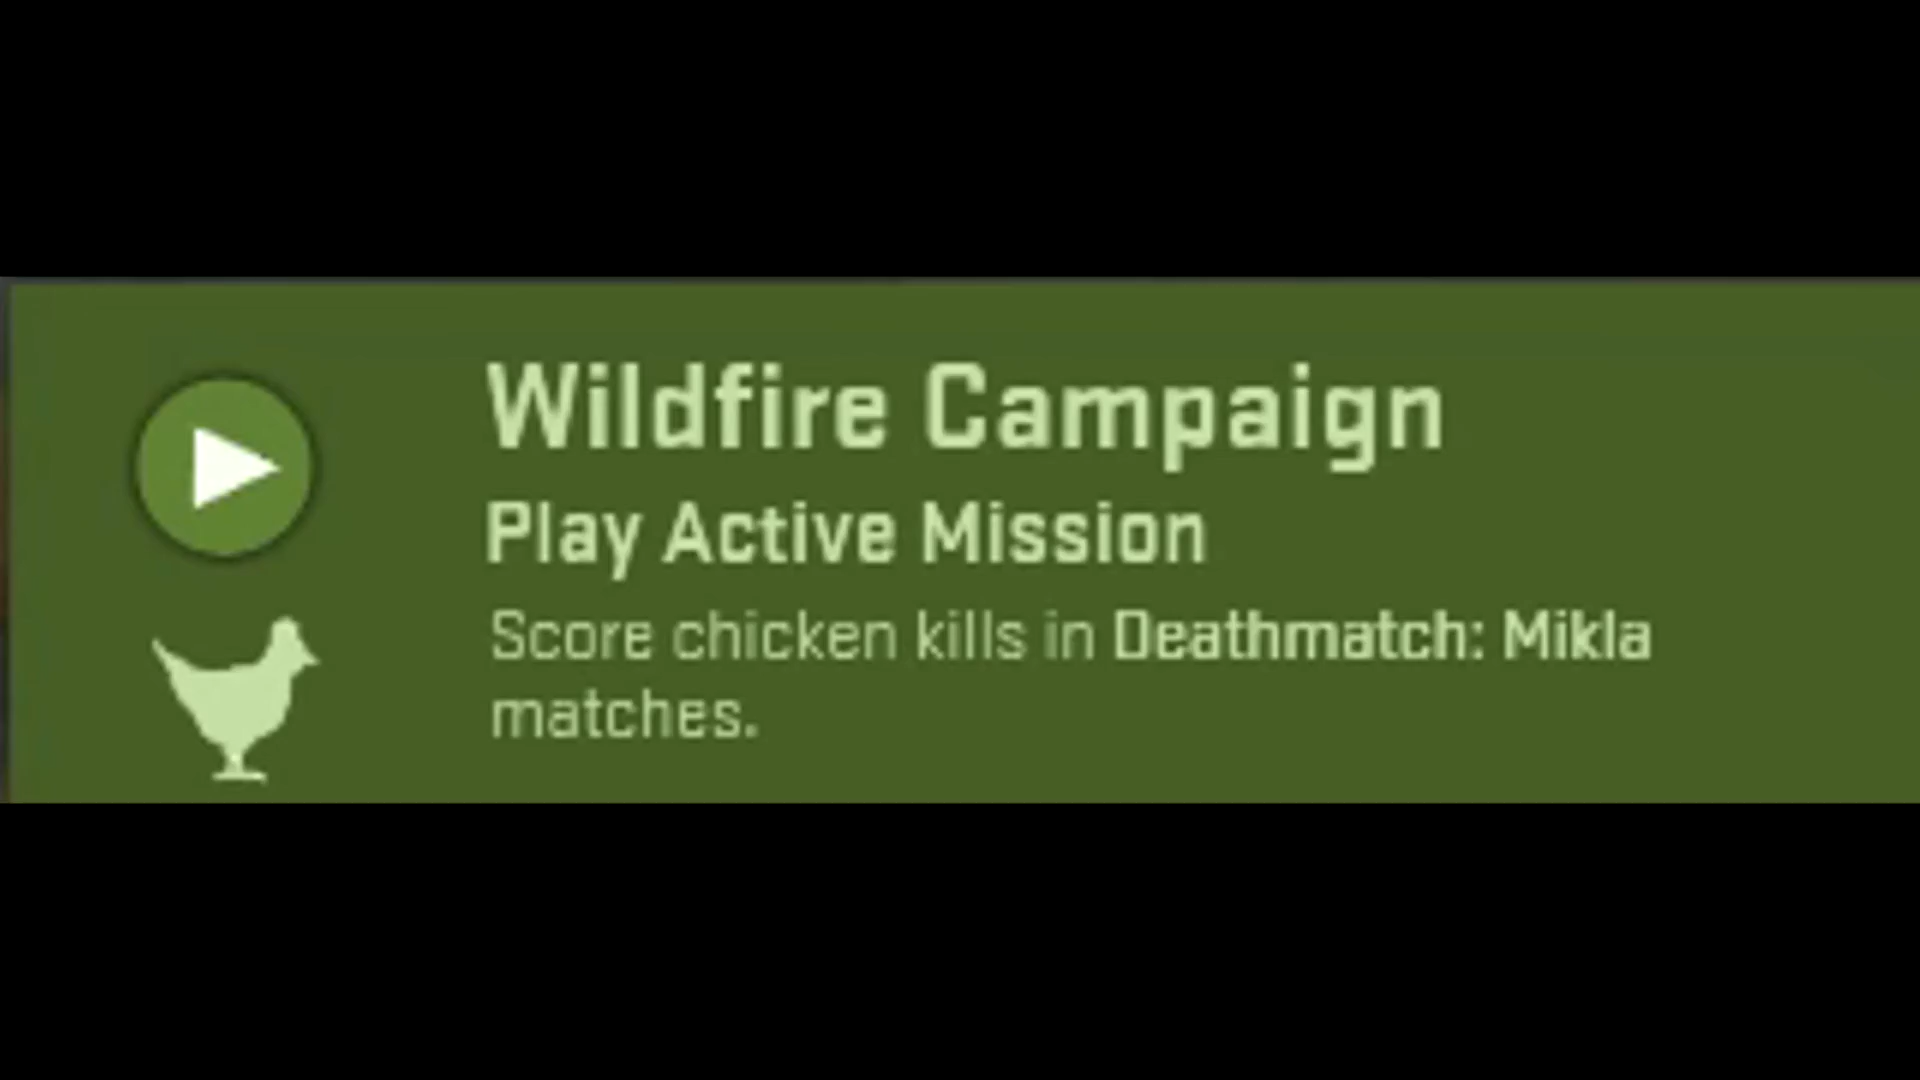 Wildfire Campaign
Play Active Mission
Score chicken kills in Deathmatch: Mikla
matches.